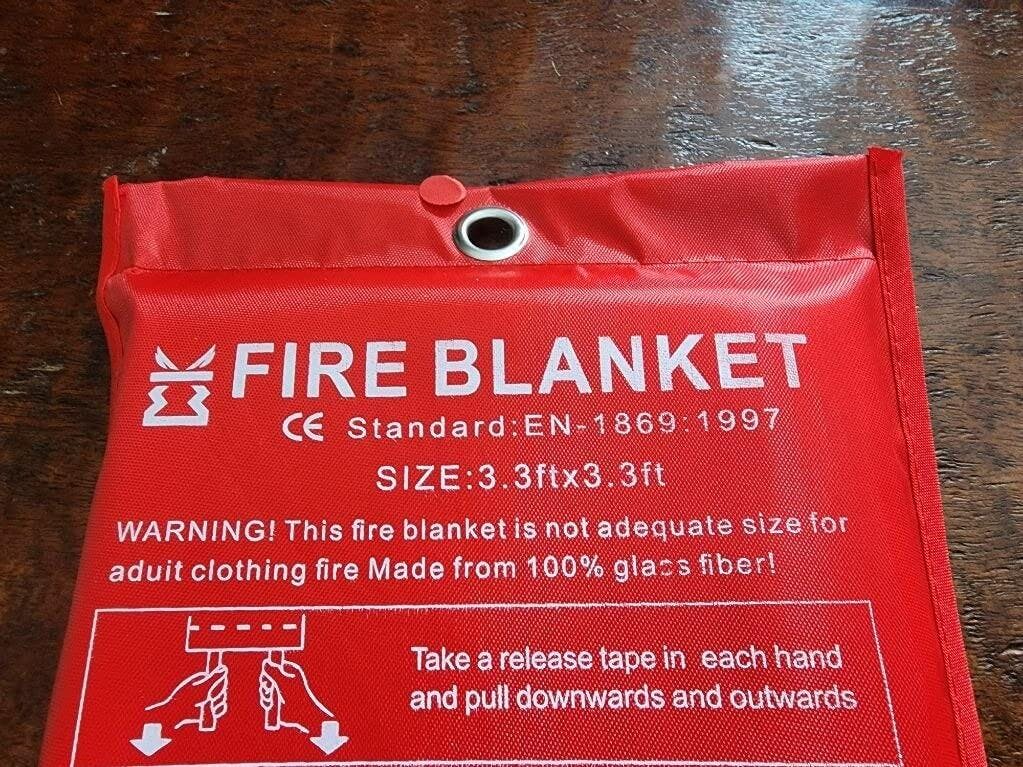 FIRE BLANKET
CE Standard:EN-1869:1997
SIZE:3.3ftx3.3ft
WARNING! This fire blanket is not adequate size for
aduit clothing fire Made from 100% glass fiber!
Take a release tape in each hand
and pull downwards and outwards